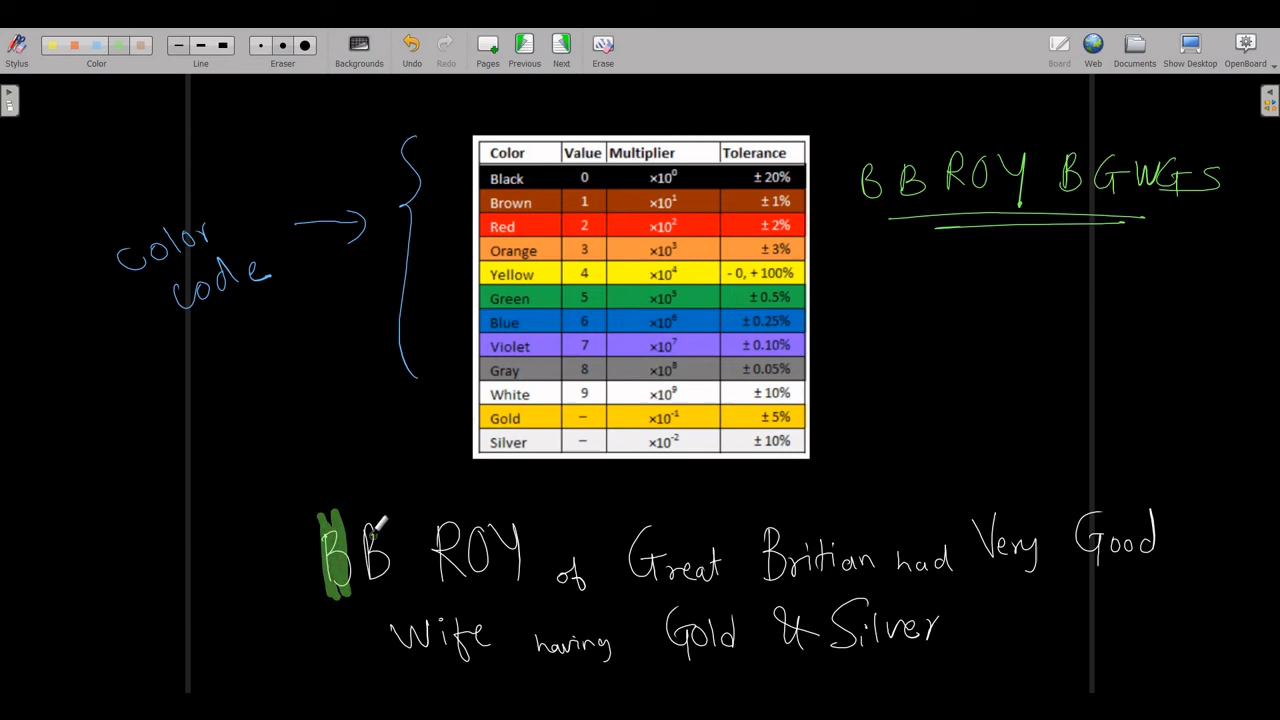 Stylus Color Line Eraser Backgrounds Undo Redo Pages Previous Next Erase Board Web Documents Show Desktop OpenBoard
Color Value Multiplier Tolerance
Black 0 ×10⁰ ± 20%
Brown 1 ×10¹ ± 1%
Red 2 ×10² ± 2%
Orange 3 ×10³ ± 3%
Yellow 4 ×10⁴ - 0, + 100%
Green 5 ×10⁵ ± 0.5%
Blue 6 ×10⁶ ± 0.25%
Violet 7 ×10⁷ ± 0.10%
Gray 8 ×10⁸ ± 0.05%
White 9 ×10⁹ ± 10%
Gold – ×10⁻¹ ± 5%
Silver – ×10⁻² ± 10%
color
code
B B ROY B G W G S
B B ROY of Great Britian had Very Good
Wife having Gold & Silver